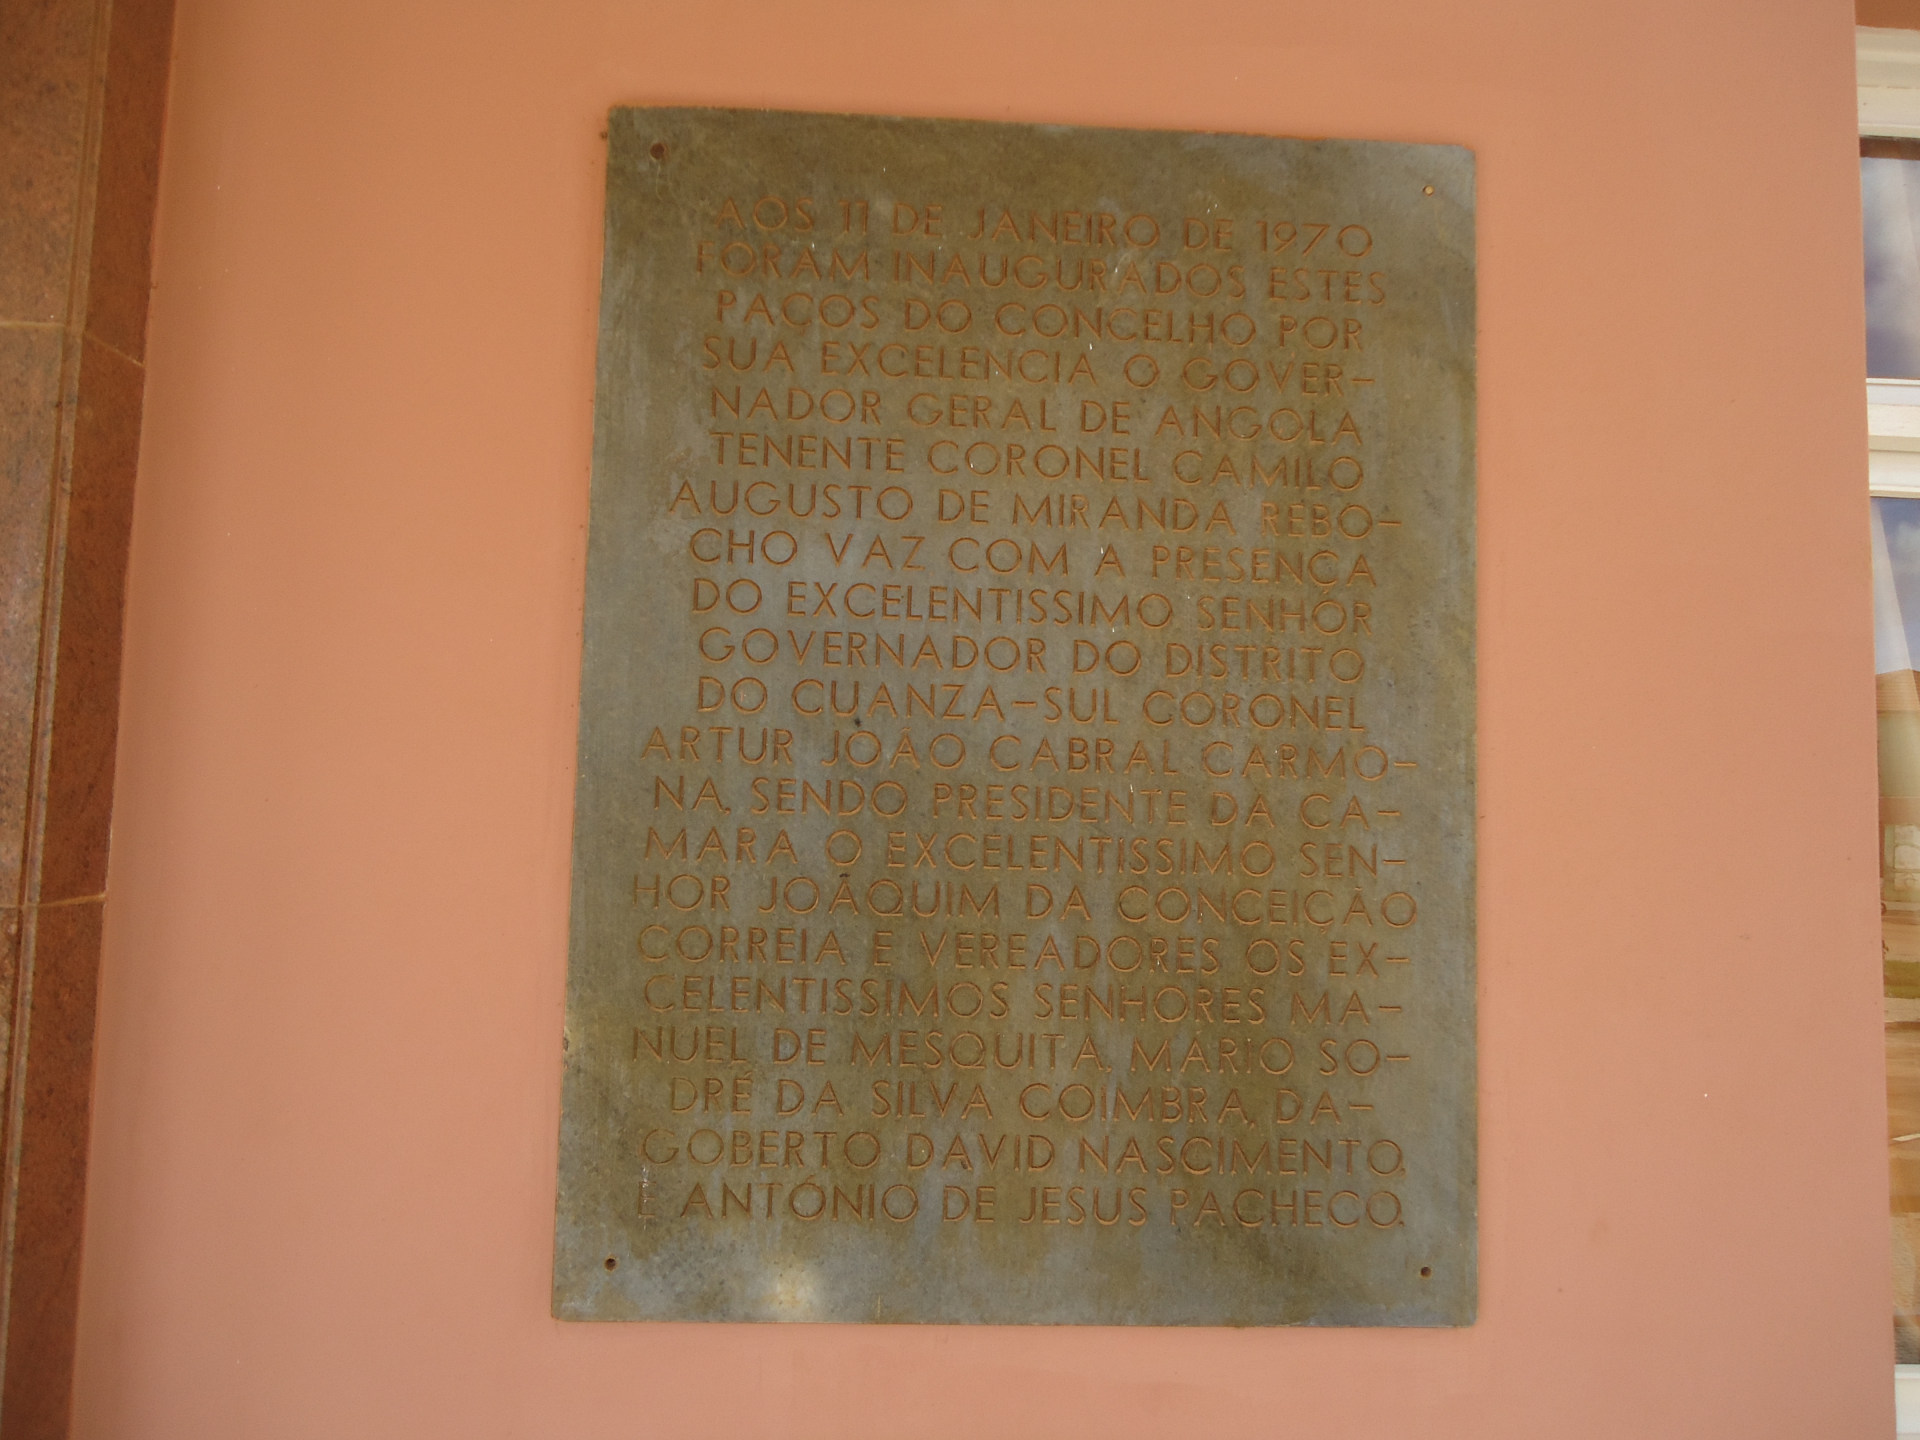 AOS 11 DE JANEIRO DE 1970
FORAM INAUGURADOS ESTES
PAÇOS DO CONCELHO POR
SUA EXCELENCIA O GOVER-
NADOR GERAL DE ANGOLA
TENENTE CORONEL CAMILO
AUGUSTO DE MIRANDA REBO-
CHO VAZ COM A PRESENÇA
DO EXCELENTISSIMO SENHOR
GOVERNADOR DO DISTRITO
DO CUANZA-SUL CORONEL
ARTUR JOÃO CABRAL CARMO-
NA, SENDO PRESIDENTE DA CA-
MARA O EXCELENTISSIMO SEN-
HOR JOAQUIM DA CONCEIÇÃO
CORREIA E VEREADORES OS EX-
CELENTISSIMOS SENHORES MA-
NUEL DE MESQUITA, MÁRIO SO-
DRÉ DA SILVA COIMBRA, DA-
GOBERTO DAVID NASCIMENTO.
E ANTÓNIO DE JESUS PACHECO.